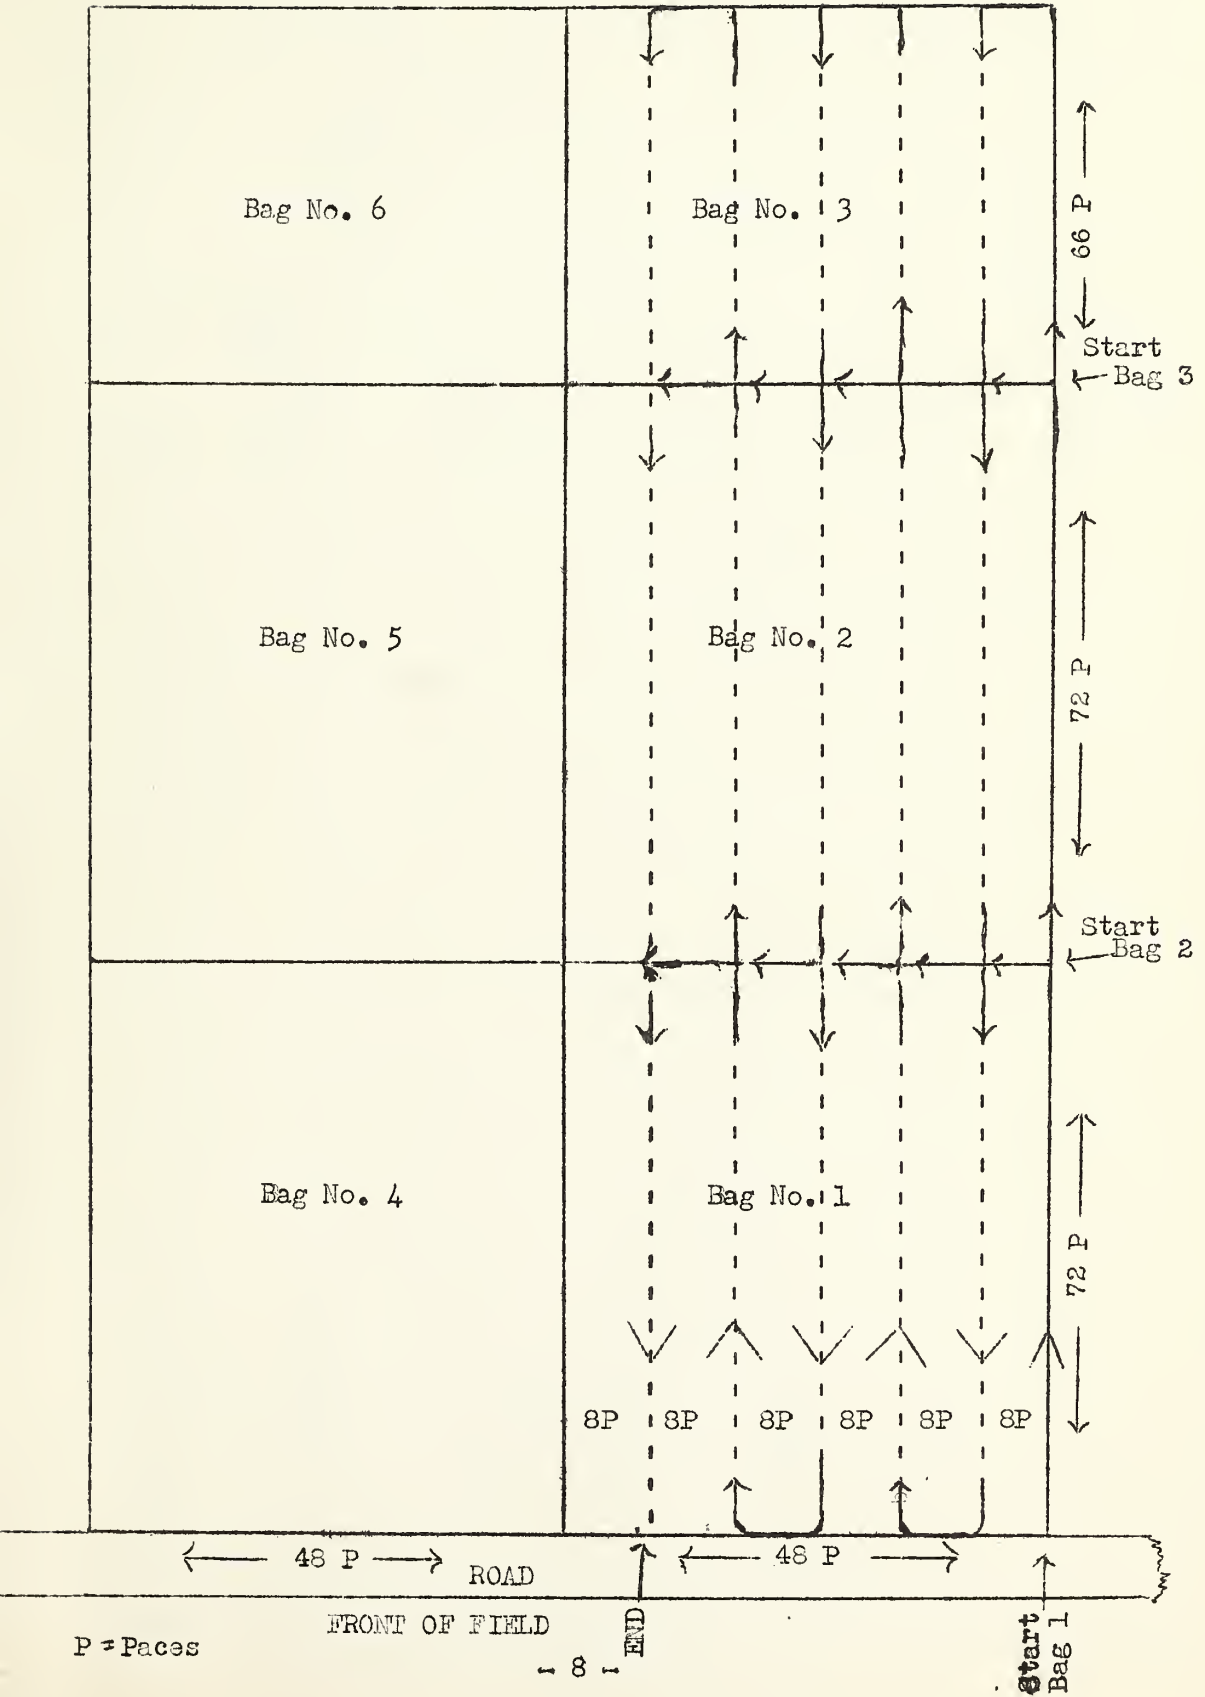 Bag No. 6
Bag No. 3
66 P
Start
Bag 3
Bag No. 5
Bag No. 2
72 P
Start
Bag 2
Bag No. 4
Bag No. 1
72 P
8P 8P 8P 8P 8P 8P
48 P
48 P
ROAD
FRONT OF FIELD
END
Start
Bag 1
P = Paces
- 8 -